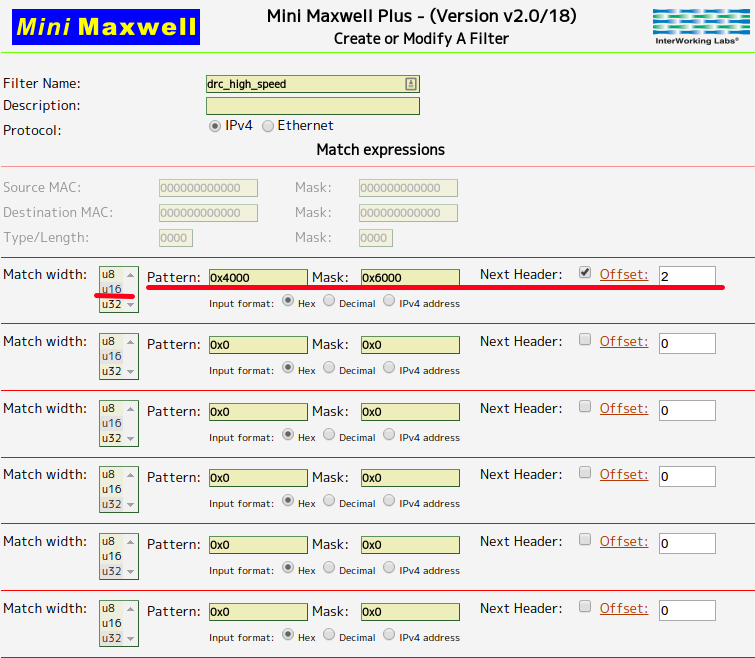 Mini Maxwell
Mini Maxwell Plus - (Version v2.0/18)
Create or Modify A Filter
InterWorking Labs®
Filter Name: drc_high_speed
Description:
Protocol: IPv4 Ethernet
Match expressions
Source MAC: 000000000000 Mask: 000000000000
Destination MAC: 000000000000 Mask: 000000000000
Type/Length: 0000 Mask: 0000
Match width: u8 u16 u32 Pattern: 0x4000 Mask: 0x6000 Next Header: Offset: 2
Input format: Hex Decimal IPv4 address
Match width: u8 u16 u32 Pattern: 0x0 Mask: 0x0 Next Header: Offset: 0
Input format: Hex Decimal IPv4 address
Match width: u8 u16 u32 Pattern: 0x0 Mask: 0x0 Next Header: Offset: 0
Input format: Hex Decimal IPv4 address
Match width: u8 u16 u32 Pattern: 0x0 Mask: 0x0 Next Header: Offset: 0
Input format: Hex Decimal IPv4 address
Match width: u8 u16 u32 Pattern: 0x0 Mask: 0x0 Next Header: Offset: 0
Input format: Hex Decimal IPv4 address
Match width: u8 u16 u32 Pattern: 0x0 Mask: 0x0 Next Header: Offset: 0
Input format: Hex Decimal IPv4 address